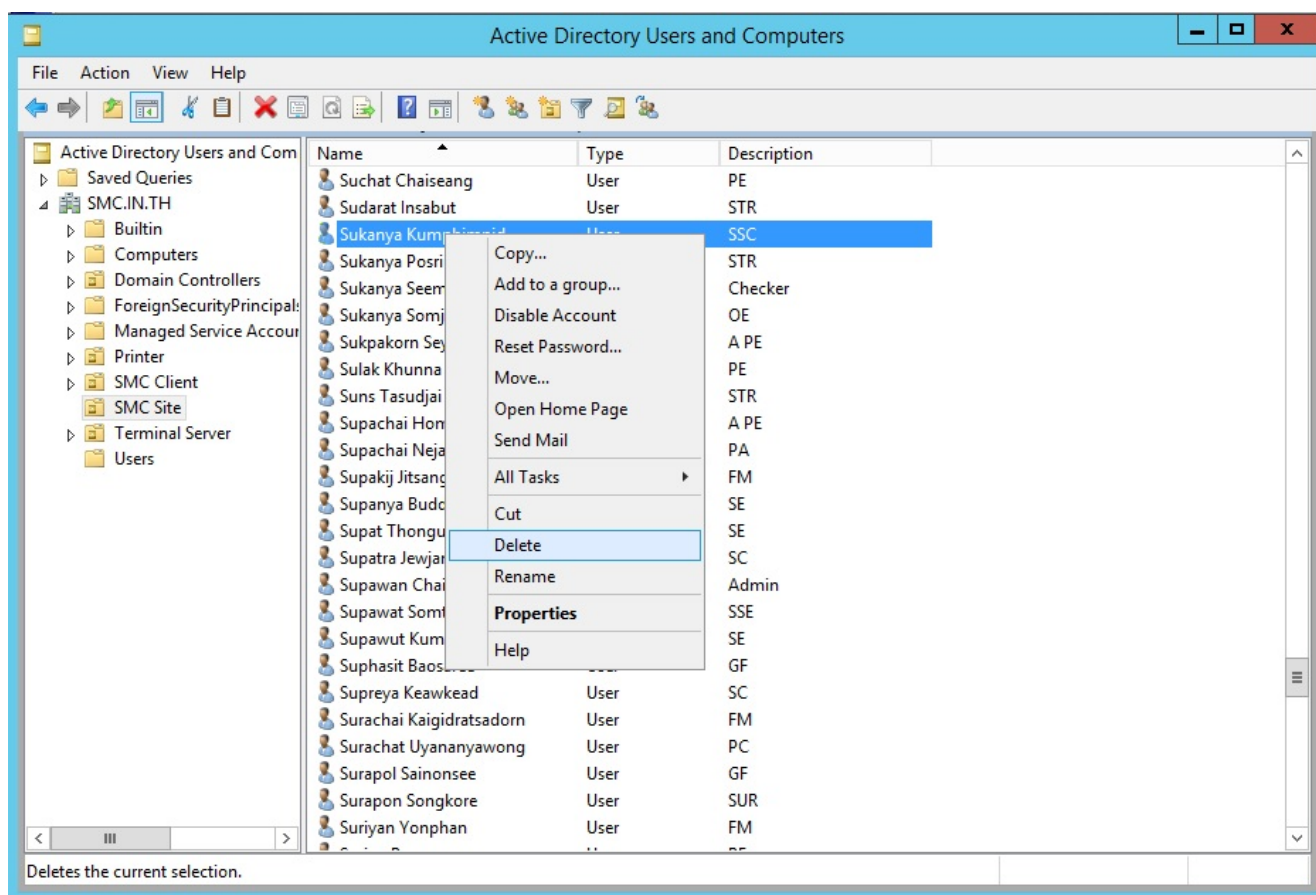 Active Directory Users and Computers
File Action View Help
Active Directory Users and Com
Saved Queries
SMC.IN.TH
Builtin
Computers
Domain Controllers
ForeignSecurityPrincipals
Managed Service Accour
Printer
SMC Client
SMC Site
Terminal Server
Users
Name Type Description
Suchat Chaiseang User PE
Sudarat Insabut User STR
Sukanya SSC
Sukanya Posri STR
Sukanya Seem Checker
Sukanya Somj OE
Sukpakorn Sey A PE
Sulak Khunna PE
Suns Tasudjai STR
Supachai Hom A PE
Supachai Neja PA
Supakij Jitsang FM
Supanya Budd SE
Supat Thongu SE
Supatra Jewjar SC
Supawan Chai Admin
Supawat Somt SSE
Supawut Kum SE
Suphasit GF
Supreya Keawkead User SC
Surachai Kaigidratsadorn User FM
Surachat Uyananyawong User PC
Surapol Sainonsee User GF
Surapon Songkore User SUR
Suriyan Yonphan User FM
Copy...
Add to a group...
Disable Account
Reset Password...
Move...
Open Home Page
Send Mail
All Tasks
Cut
Delete
Rename
Properties
Help
Deletes the current selection.